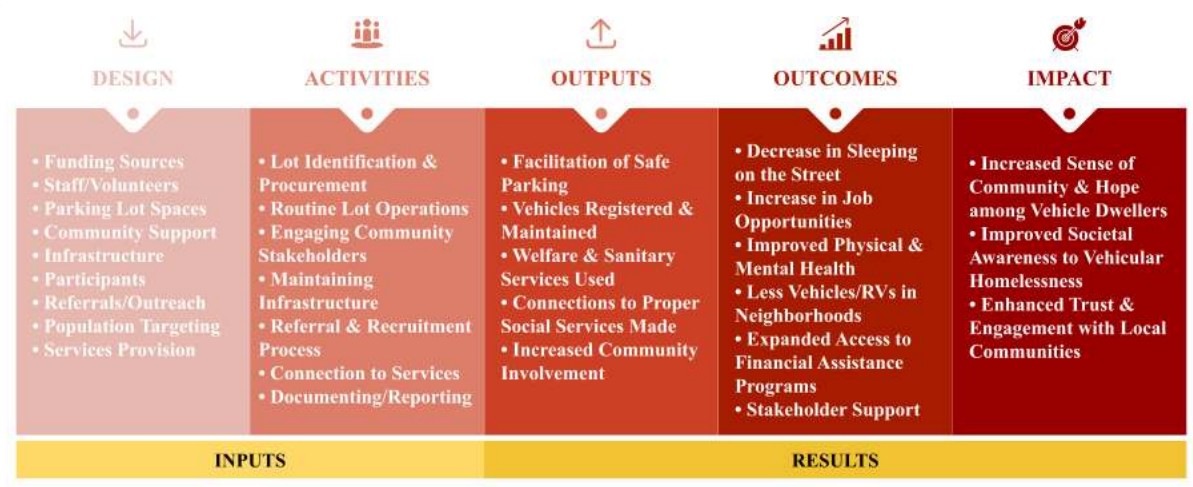 DESIGN
• Funding Sources
• Staff/Volunteers
• Parking Lot Spaces
• Community Support
• Infrastructure
• Participants
• Referrals/Outreach
• Population Targeting
• Services Provision
ACTIVITIES
• Lot Identification &
Procurement
• Routine Lot Operations
• Engaging Community
Stakeholders
• Maintaining
Infrastructure
• Referral & Recruitment
Process
• Connection to Services
• Documenting/Reporting
OUTPUTS
• Facilitation of Safe
Parking
• Vehicles Registered &
Maintained
• Welfare & Sanitary
Services Used
• Connections to Proper
Social Services Made
• Increased Community
Involvement
OUTCOMES
• Decrease in Sleeping
on the Street
• Increase in Job
Opportunities
• Improved Physical &
Mental Health
• Less Vehicles/RVs in
Neighborhoods
• Expanded Access to
Financial Assistance
Programs
• Stakeholder Support
IMPACT
• Increased Sense of
Community & Hope
among Vehicle Dwellers
• Improved Societal
Awareness to Vehicular
Homelessness
• Enhanced Trust &
Engagement with Local
Communities
INPUTS
RESULTS